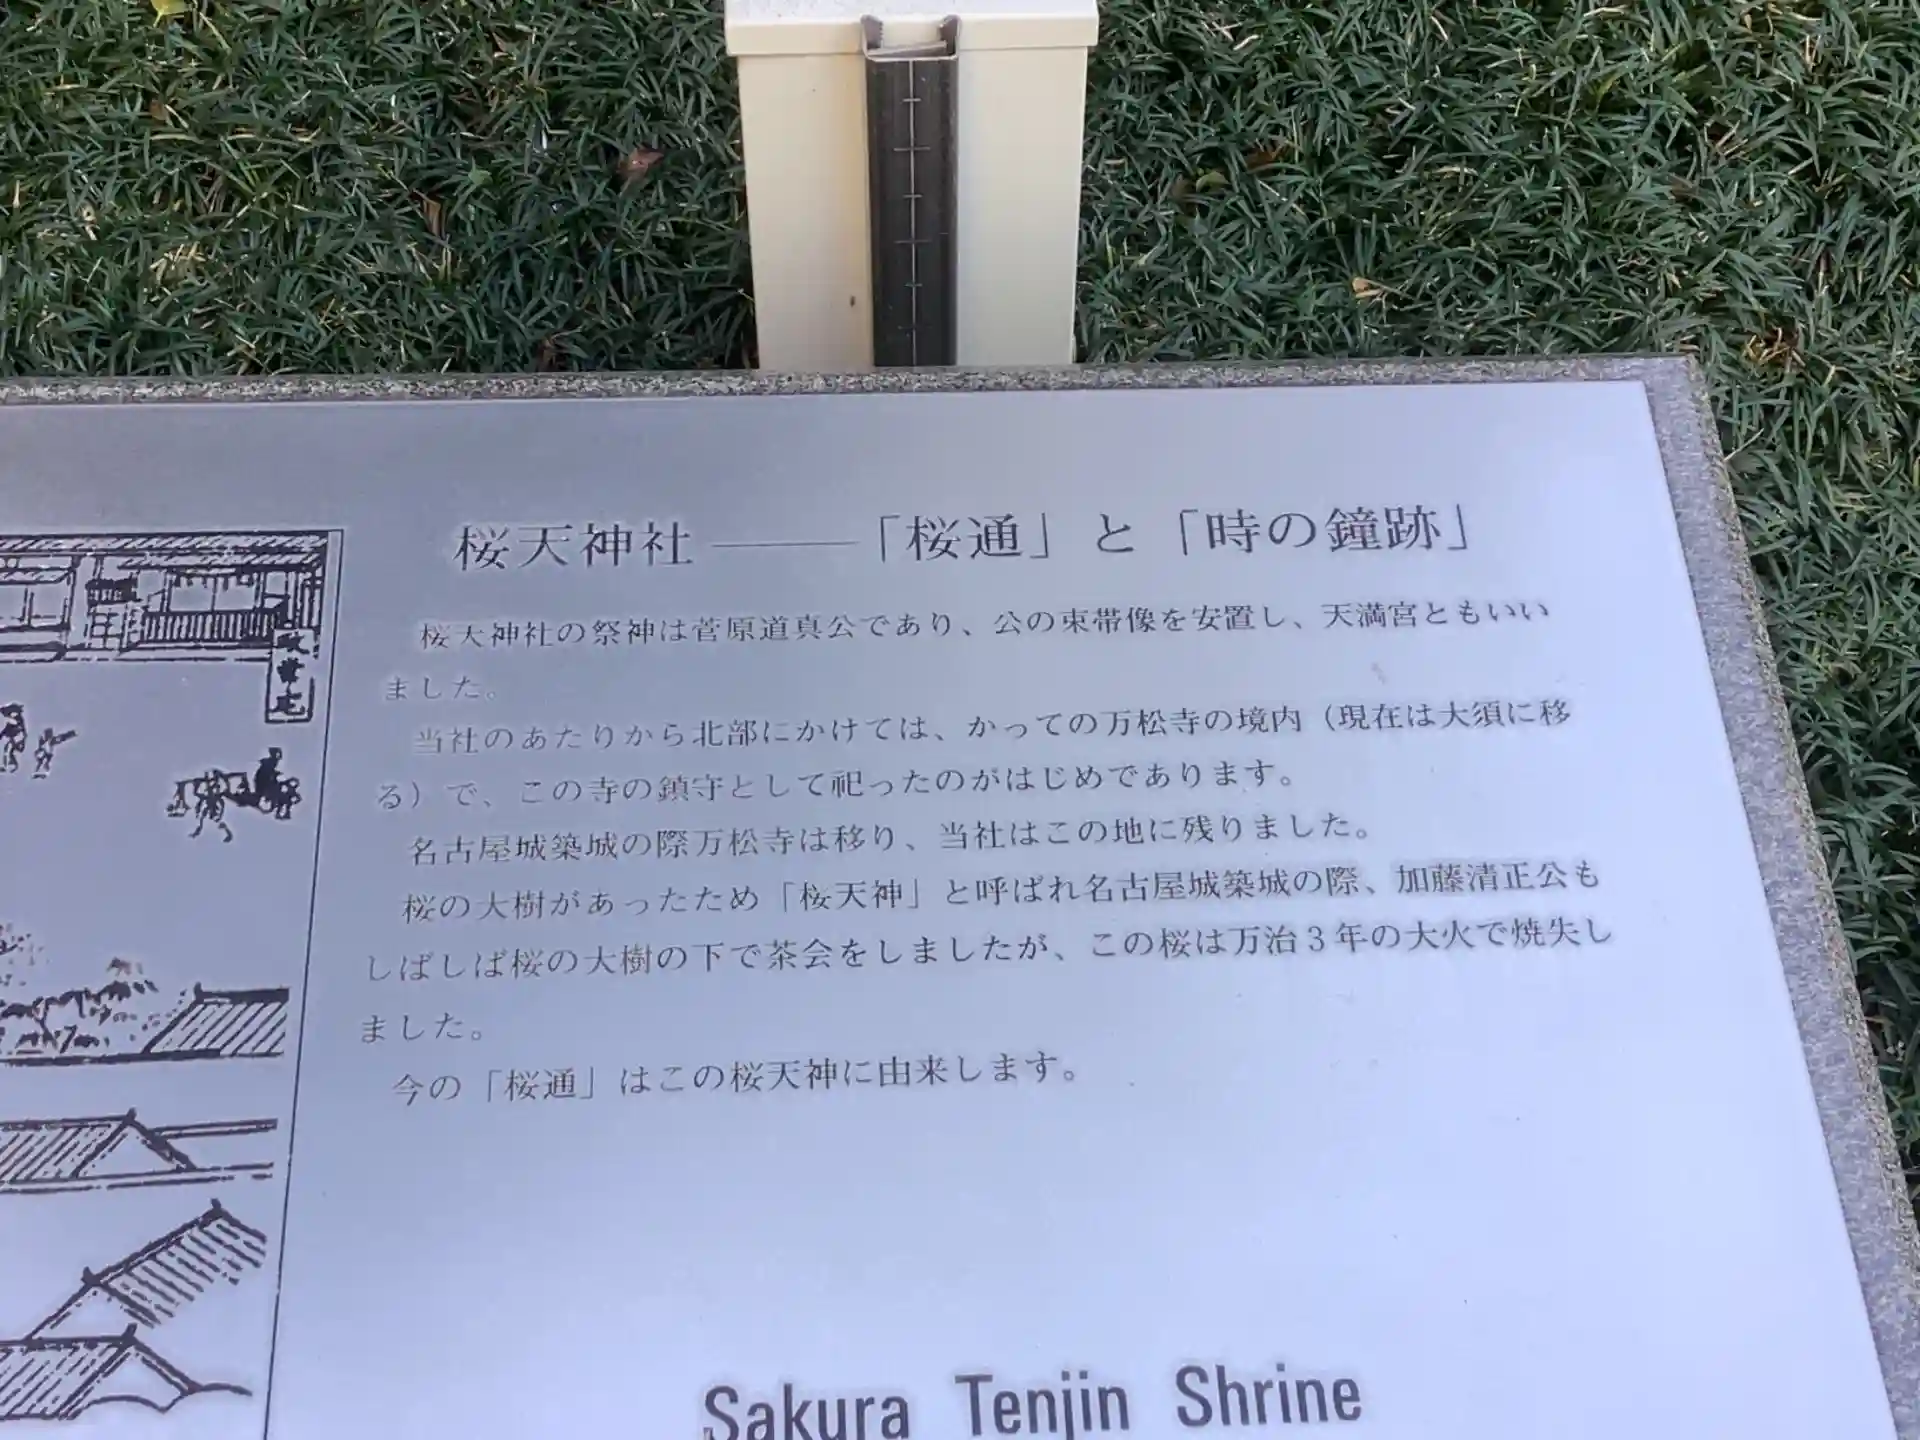 桜天神社――「桜通」と「時の鐘跡」
桜天神社の祭神は菅原道真公であり、公の束帯像を安置し、天満宮ともいい
ました。
当社のあたりから北部にかけては、かっての万松寺の境内（現在は大須に移
る）で、この寺の鎮守として祀ったのがはじめであります。
名古屋城築城の際万松寺は移り、当社はこの地に残りました。
桜の大樹があったため「桜天神」と呼ばれ名古屋城築城の際、加藤清正公も
しばしば桜の大樹の下で茶会をしましたが、この桜は万治3年の大火で焼失し
ました。
今の「桜通」はこの桜天神に由来します。
Sakura Tenjin Shrine